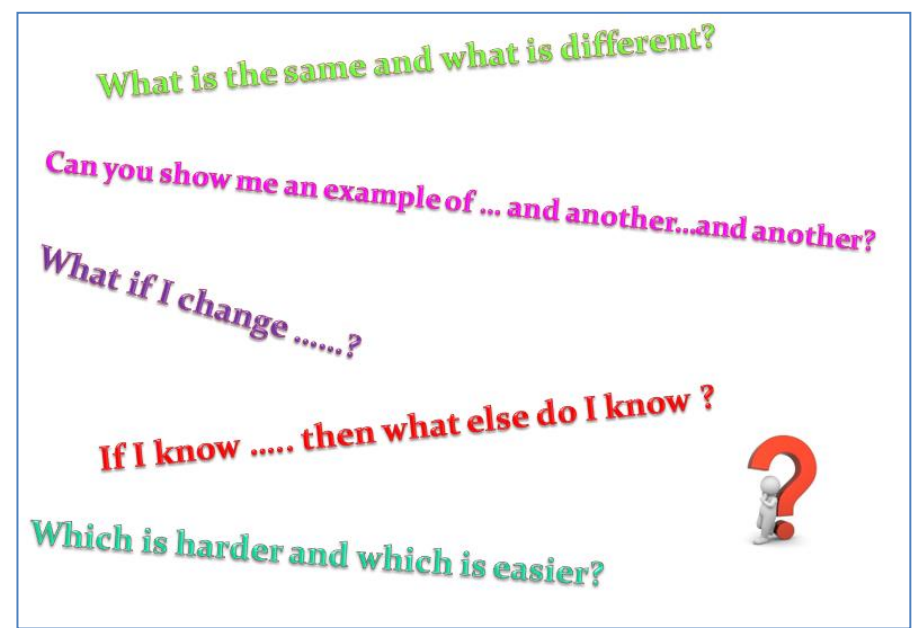 What is the same and what is different?
Can you show me an example of ... and another...and another?
What if I change ......?
If I know ..... then what else do I know ?
Which is harder and which is easier?